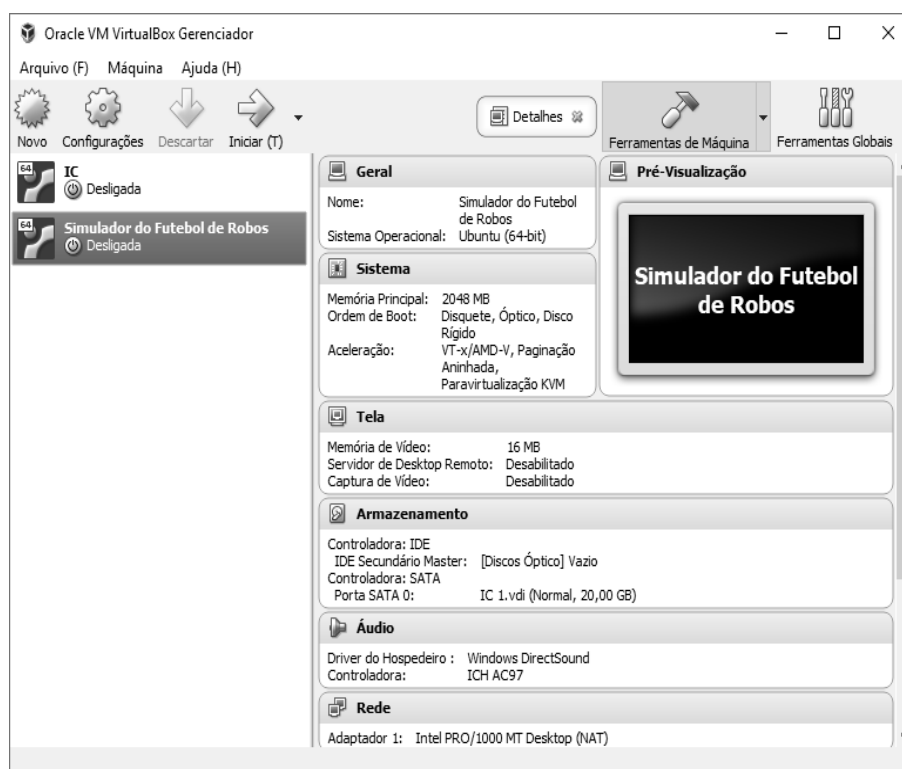 Oracle VM VirtualBox Gerenciador
Arquivo (F) Máquina Ajuda (H)
Novo Configurações Descartar Iniciar (T) Detalhes Ferramentas de Máquina Ferramentas Globais
64 IC
Desligada
64 Simulador do Futebol de Robos
Desligada
Geral
Nome: Simulador do Futebol
de Robos
Sistema Operacional: Ubuntu (64-bit)
Sistema
Memória Principal: 2048 MB
Ordem de Boot: Disquete, Óptico, Disco
Rígido
Aceleração: VT-x/AMD-V, Paginação
Aninhada,
Paravirtualização KVM
Pré-Visualização
Simulador do Futebol
de Robos
Tela
Memória de Vídeo: 16 MB
Servidor de Desktop Remoto: Desabilitado
Captura de Vídeo: Desabilitado
Armazenamento
Controladora: IDE
IDE Secundário Master: [Discos Óptico] Vazio
Controladora: SATA
Porta SATA 0: IC 1.vdi (Normal, 20,00 GB)
Áudio
Driver do Hospedeiro : Windows DirectSound
Controladora: ICH AC97
Rede
Adaptador 1: Intel PRO/1000 MT Desktop (NAT)